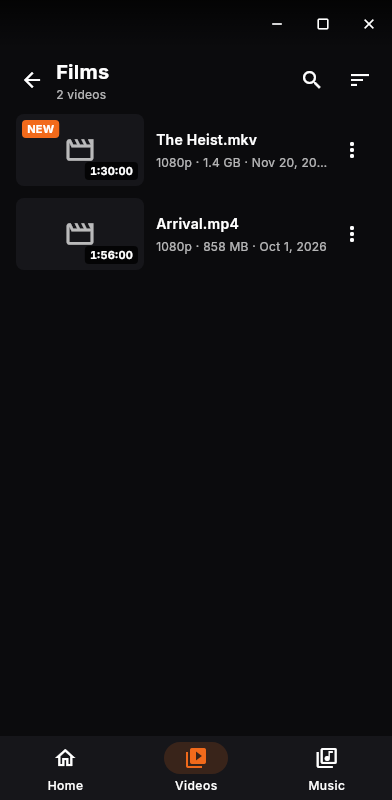 Films
2 videos
NEW
1:30:00
The Heist.mkv
1080p · 1.4 GB · Nov 20, 20...
1:56:00
Arrival.mp4
1080p · 858 MB · Oct 1, 2026
Home
Videos
Music